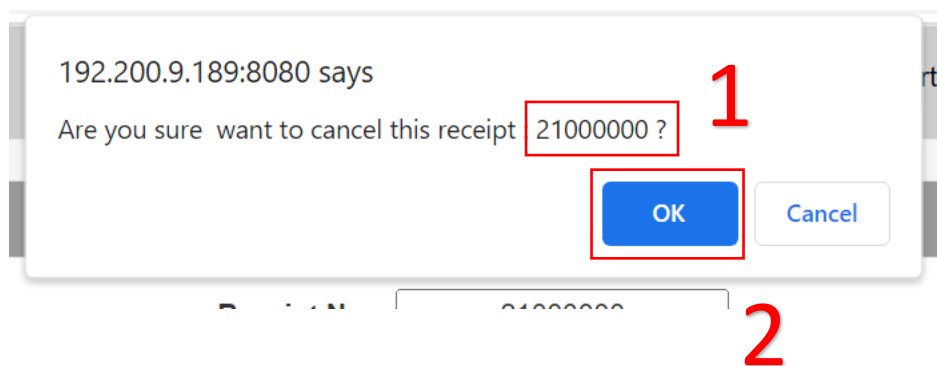 192.200.9.189:8080 says
1
Are you sure want to cancel this receipt : 21000000 ?
OK Cancel
21000000
2